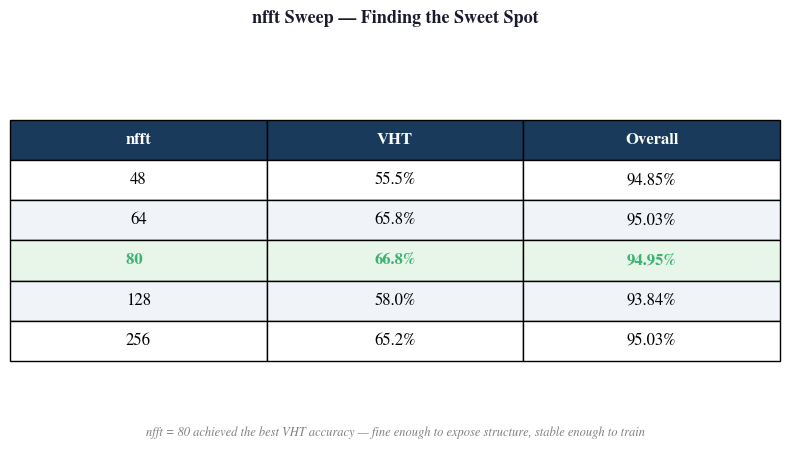 nfft Sweep — Finding the Sweet Spot
nfft VHT Overall
48 55.5% 94.85%
64 65.8% 95.03%
80 66.8% 94.95%
128 58.0% 93.84%
256 65.2% 95.03%
nfft = 80 achieved the best VHT accuracy — fine enough to expose structure, stable enough to train